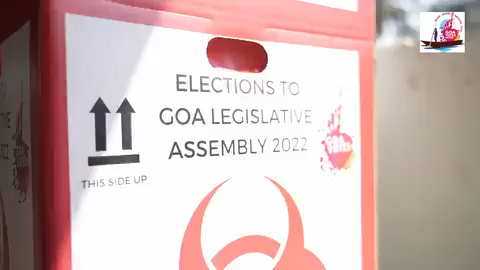 ELECTIONS TO
GOA LEGISLATIVE
ASSEMBLY 2022
THIS SIDE UP